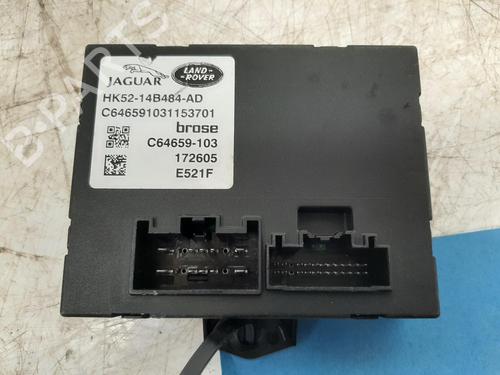 JAGUAR
LAND-
ROVER
HK52-14B484-AD
C646591031153701
brose
C64659-103
172605
E521F
B-PARTS